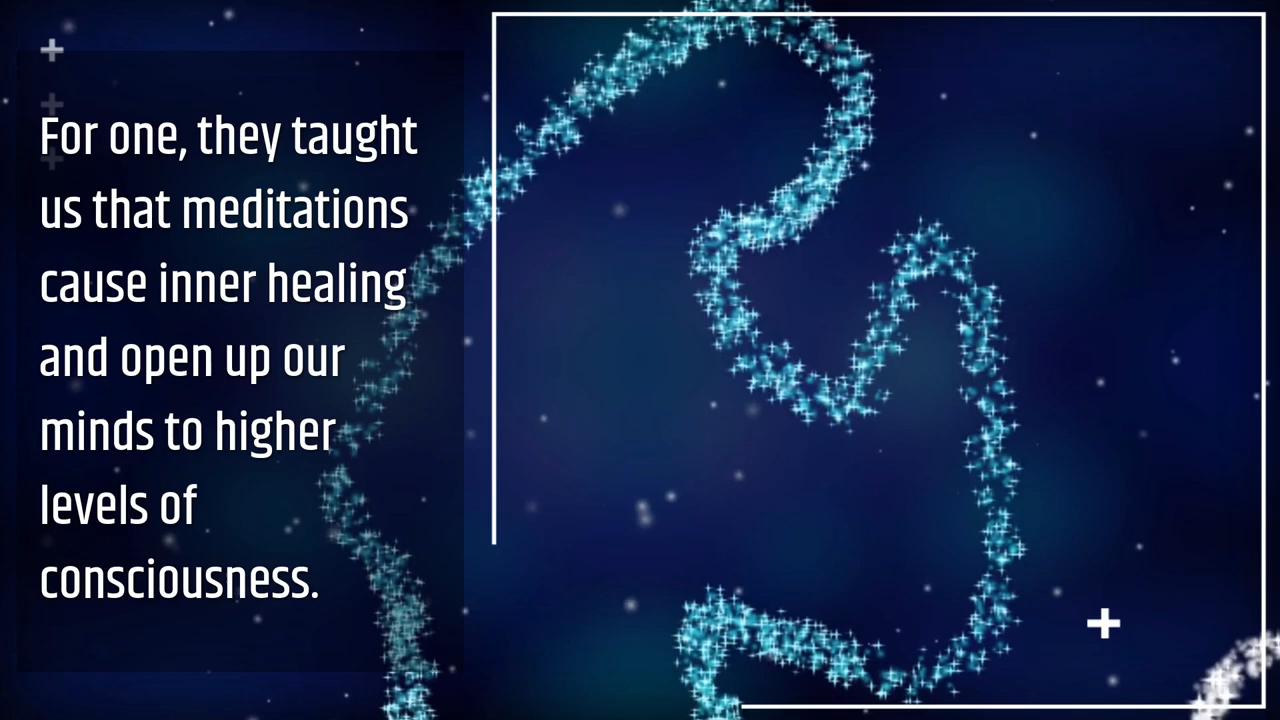 For one, they taught
us that meditations
cause inner healing
and open up our
minds to higher
levels of
consciousness.